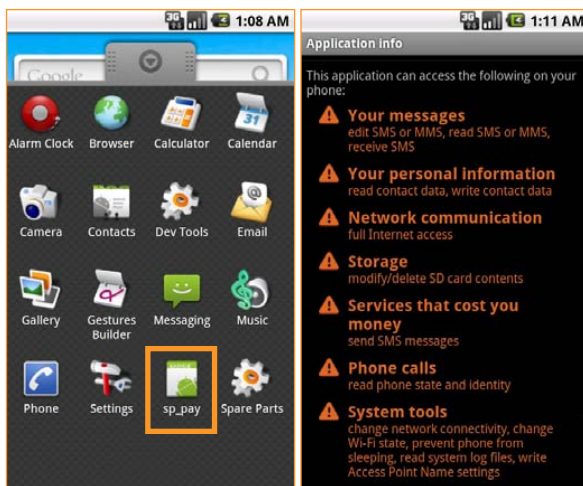 3G 1:08 AM
Google
Alarm Clock Browser Calculator Calendar
31
Camera Contacts Dev Tools Email
Gallery Gestures Builder Messaging Music
Phone Settings sp_pay Spare Parts
3G 1:11 AM
Application info
This application can access the following on your
phone:
Your messages
edit SMS or MMS, read SMS or MMS,
receive SMS
Your personal information
read contact data, write contact data
Network communication
full Internet access
Storage
modify/delete SD card contents
Services that cost you
money
send SMS messages
Phone calls
read phone state and identity
System tools
change network connectivity, change
Wi-Fi state, prevent phone from
sleeping, read system log files, write
Access Point Name settings